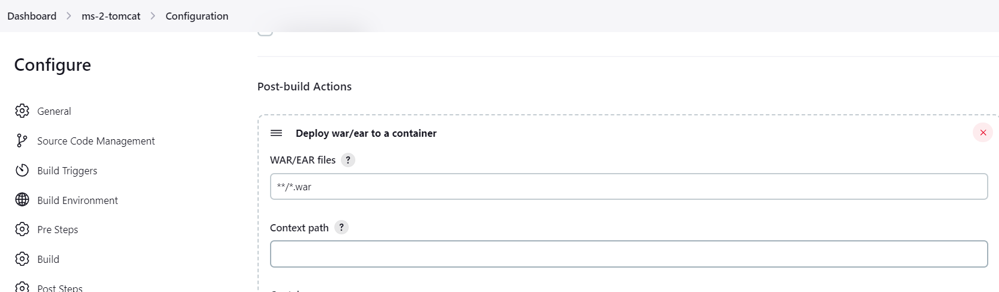 Dashboard > ms-2-tomcat > Configuration
Configure
General
Source Code Management
Build Triggers
Build Environment
Pre Steps
Build
Post Steps
Post-build Actions
Deploy war/ear to a container
WAR/EAR files ?
**/*.war
Context path ?